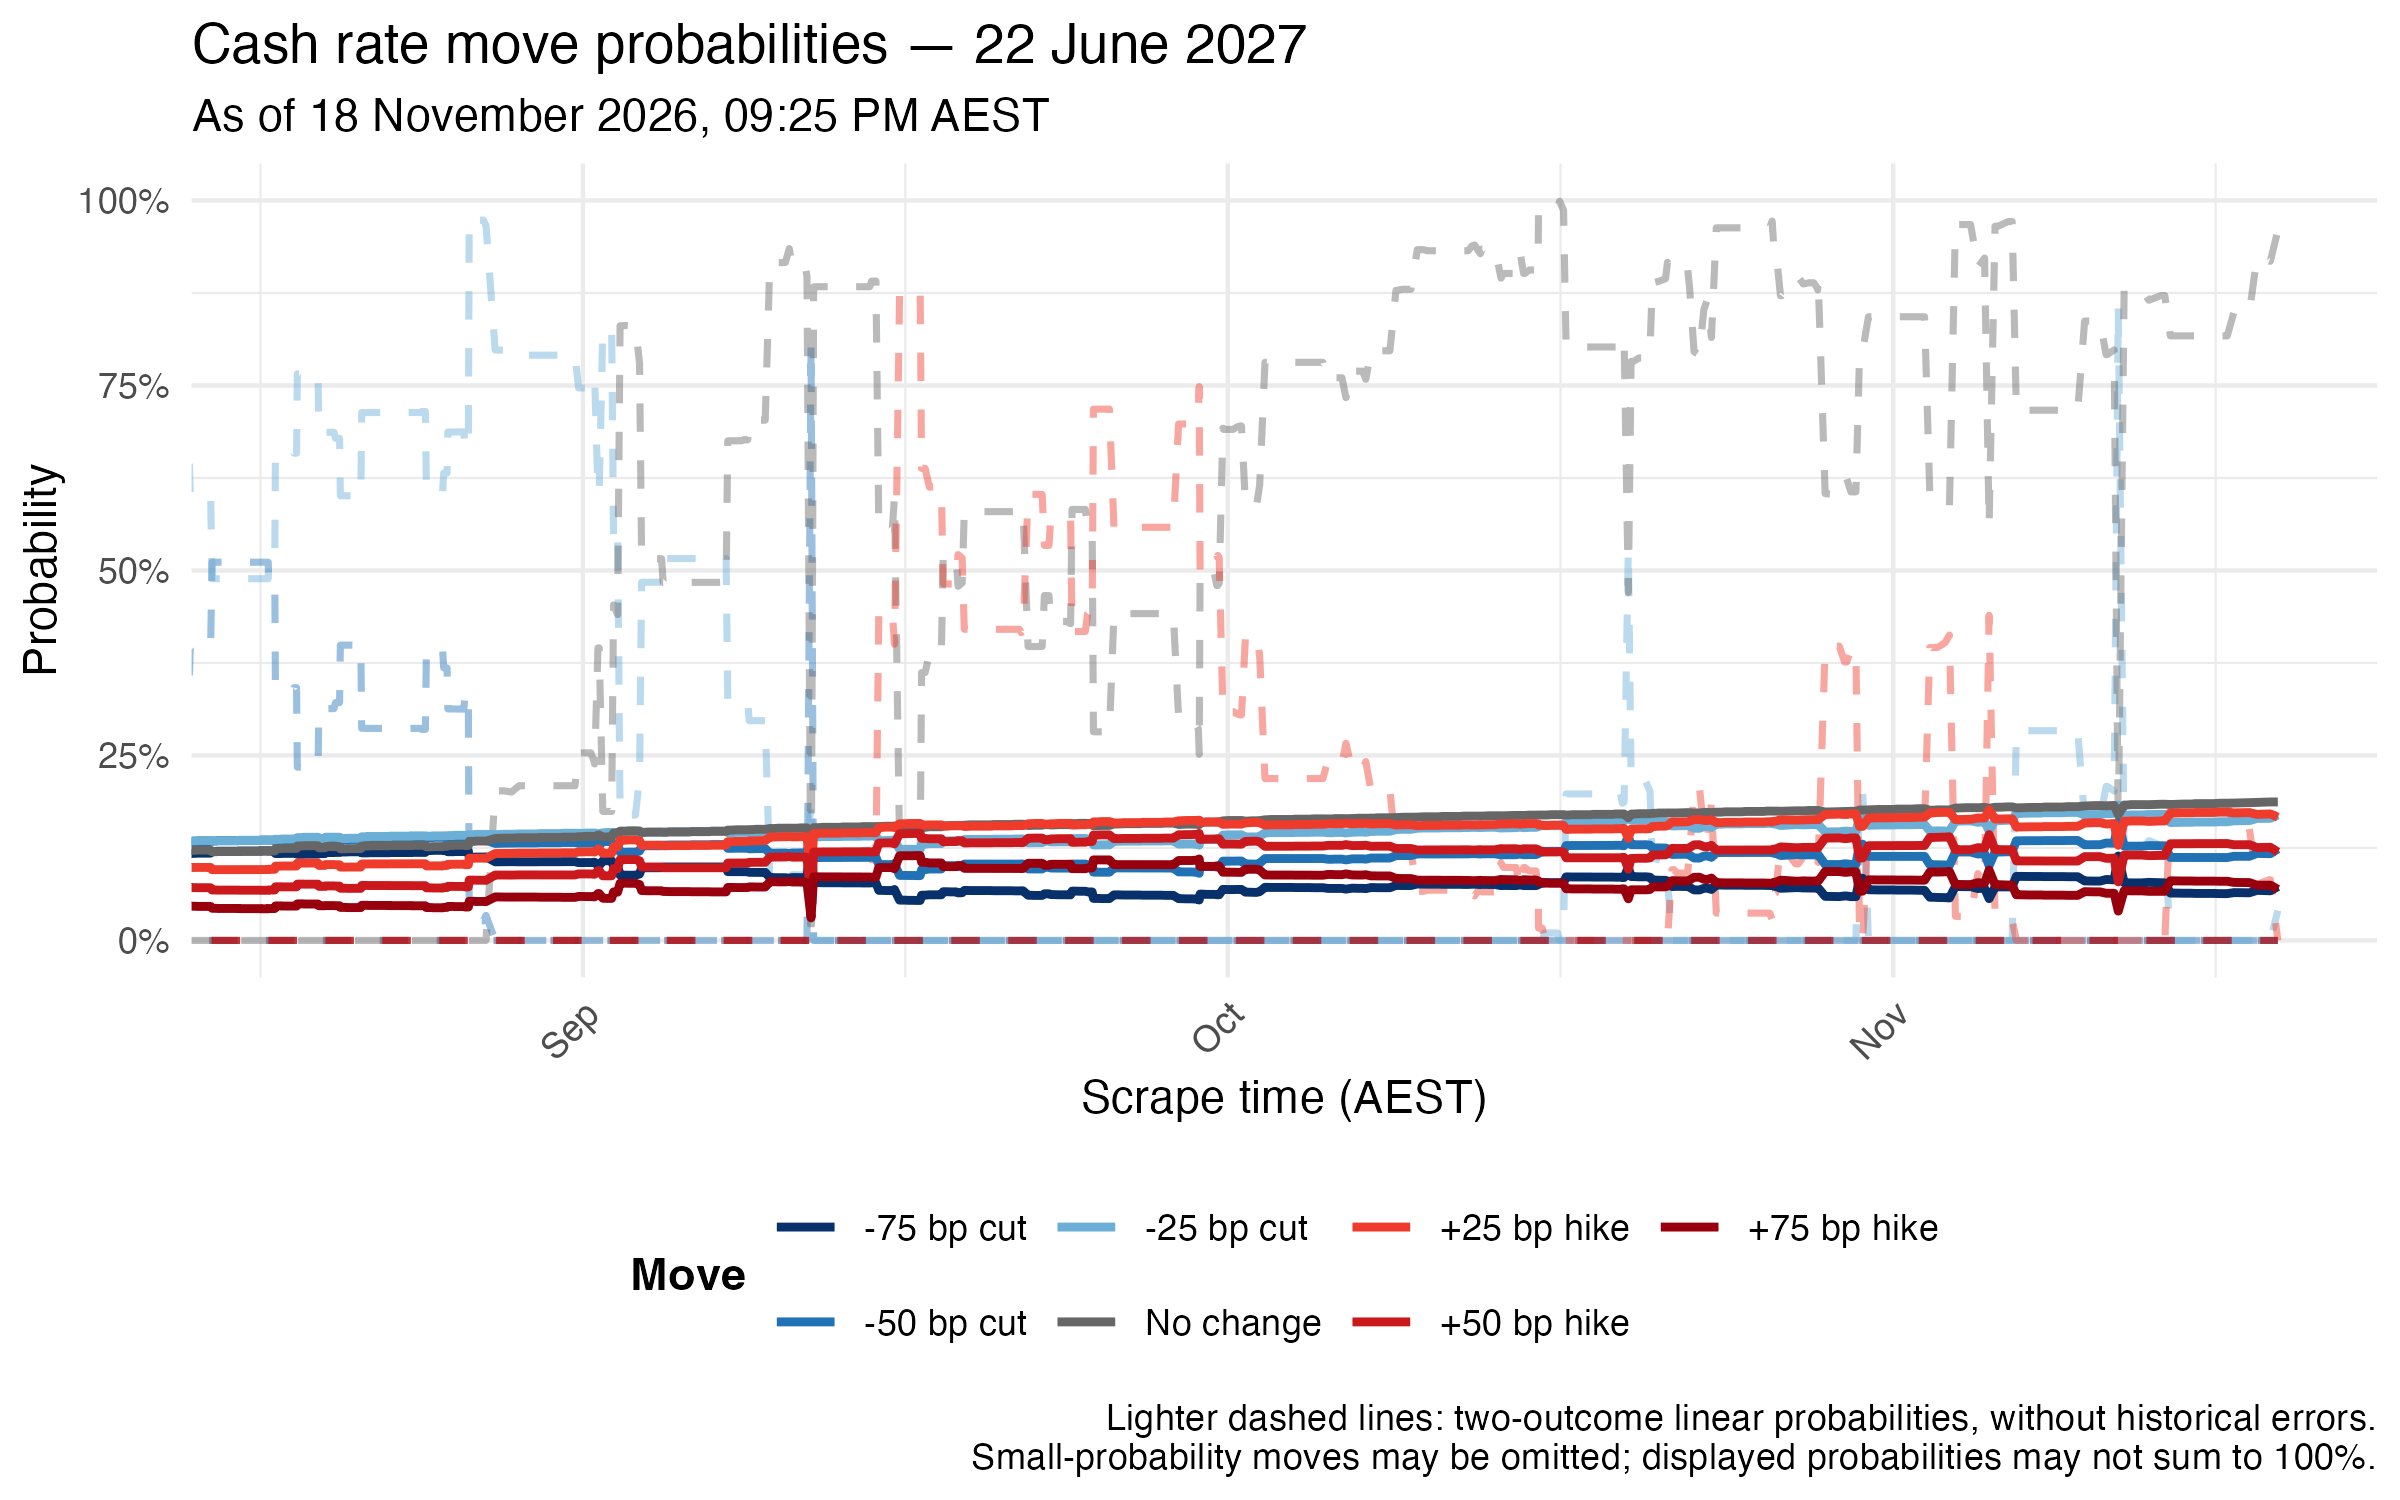 Cash rate move probabilities — 22 June 2027
As of 18 November 2026, 09:25 PM AEST
Probability
100%
75%
50%
25%
0%
Sep
Oct
Nov
Scrape time (AEST)
Move
-75 bp cut
-25 bp cut
+25 bp hike
+75 bp hike
-50 bp cut
No change
+50 bp hike
Lighter dashed lines: two-outcome linear probabilities, without historical errors.
Small-probability moves may be omitted; displayed probabilities may not sum to 100%.